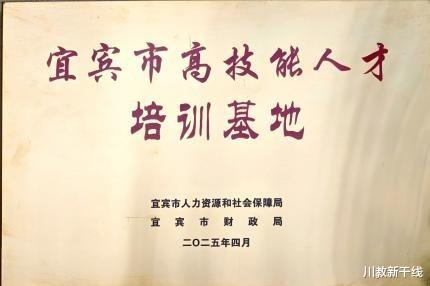 宜宾市高技能人才
培训基地
宜宾市人力资源和社会保障局
宜宾市财政局
二〇二五年四月
川教新干线